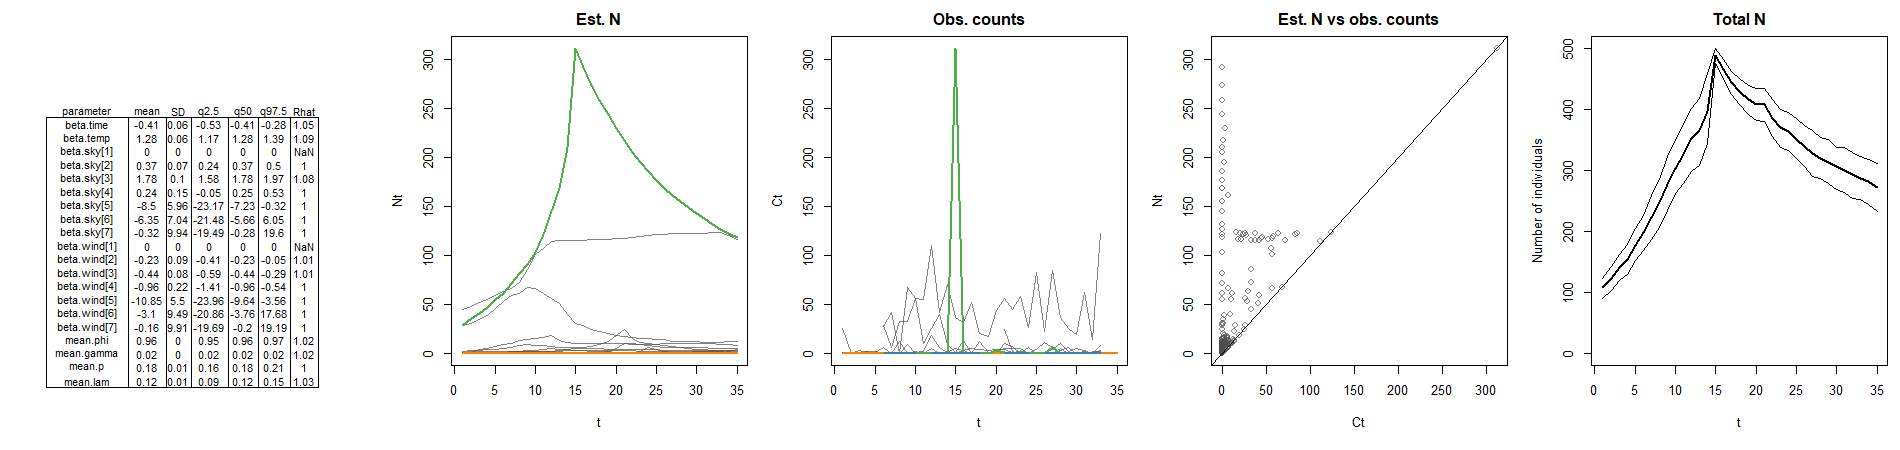 parameter mean SD q2.5 q50 q97.5 Rhat
beta.time −0.41 0.06 −0.53 −0.41 −0.28 1.05
beta.temp 1.28 0.06 1.17 1.28 1.39 1.09
beta.sky[1] 0 0 0 0 0 NaN
beta.sky[2] 0.37 0.07 0.24 0.37 0.5 1
beta.sky[3] 1.78 0.1 1.58 1.78 1.97 1.08
beta.sky[4] 0.24 0.15 −0.05 0.25 0.53 1
beta.sky[5] −8.5 5.96 −23.17 −7.23 −0.32 1
beta.sky[6] −6.35 7.04 −21.48 −5.66 6.05 1
beta.sky[7] −0.32 9.94 −19.49 −0.28 19.6 1
beta.wind[1] 0 0 0 0 0 NaN
beta.wind[2] −0.23 0.09 −0.41 −0.23 −0.05 1.01
beta.wind[3] −0.44 0.08 −0.59 −0.44 −0.29 1.01
beta.wind[4] −0.96 0.22 −1.41 −0.96 −0.54 1
beta.wind[5] −10.85 5.5 −23.96 −9.64 −3.56 1
beta.wind[6] −3.1 9.49 −20.86 −3.76 17.68 1
beta.wind[7] −0.16 9.91 −19.69 −0.2 19.19 1
mean.phi 0.96 0 0.95 0.96 0.97 1.02
mean.gamma 0.02 0 0.02 0.02 0.02 1.02
mean.p 0.18 0.01 0.16 0.18 0.21 1
mean.lam 0.12 0.01 0.09 0.12 0.15 1.03
Est. N
Nt
300
250
200
150
100
50
0
0 5 10 15 20 25 30 35
t
Obs. counts
Ct
300
250
200
150
100
50
0
0 5 10 15 20 25 30 35
t
Est. N vs obs. counts
Nt
300
250
200
150
100
50
0
0 50 100 150 200 250 300
Ct
Total N
Number of individuals
500
400
300
200
100
0
0 5 10 15 20 25 30 35
t